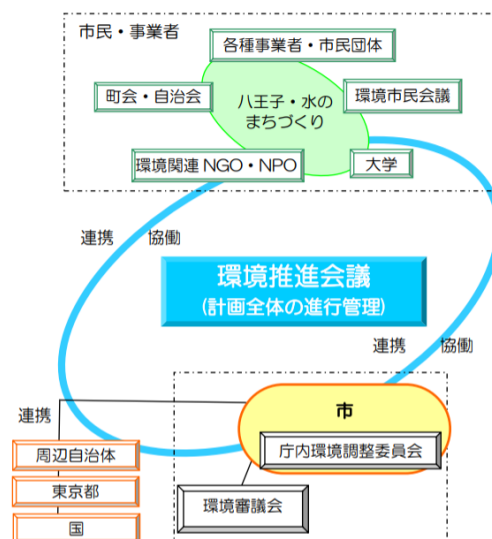 市民・事業者
各種事業者・市民団体
町会・自治会
八王子・水の
まちづくり
環境市民会議
環境関連 NGO・NPO
大学
連携 協働
環境推進会議
(計画全体の進行管理)
連携 協働
連携
市
周辺自治体
庁内環境調整委員会
東京都
環境審議会
国